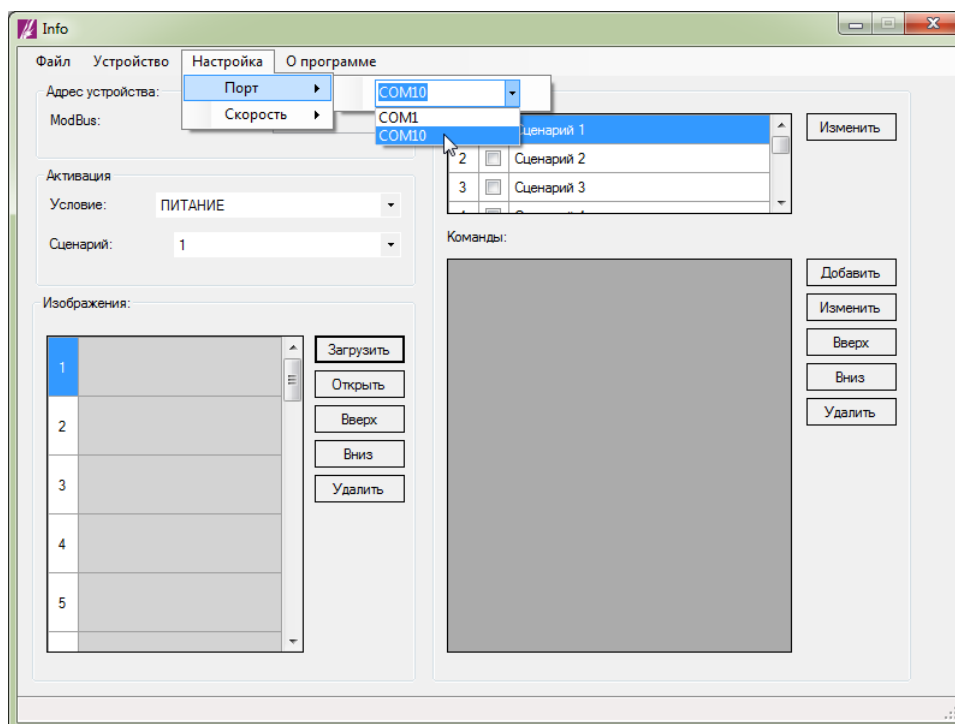 Info
Файл Устройство Настройка О программе
Порт
Скорость
COM10
COM1
COM10
Адрес устройства:
ModBus:
Активация
Условие: ПИТАНИЕ
Сценарий: 1
Изображения:
1
2
3
4
5
Загрузить
Открыть
Вверх
Вниз
Удалить
Сценарий 1
2 Сценарий 2
3 Сценарий 3
Изменить
Команды:
Добавить
Изменить
Вверх
Вниз
Удалить